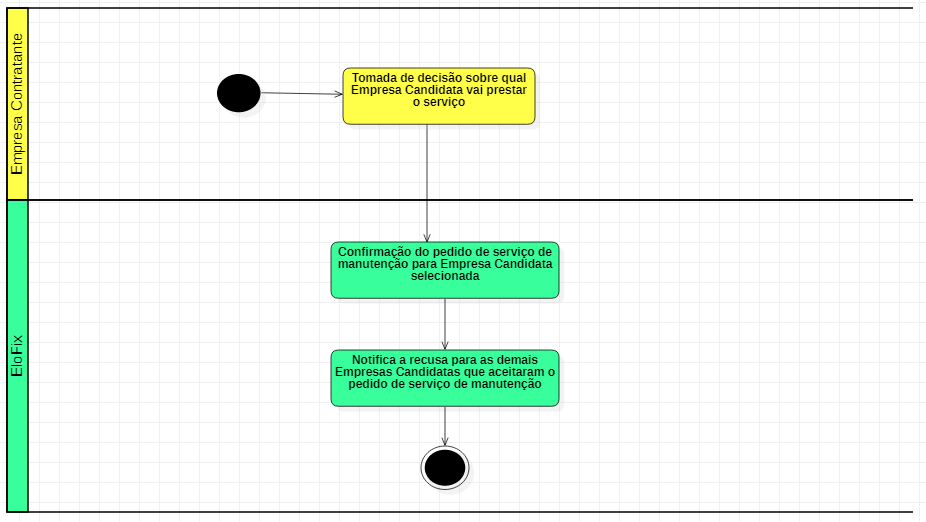 Empresa Contratante
Tomada de decisão sobre qual
Empresa Candidata vai prestar
o serviço
EloFix
Confirmação do pedido de serviço de
manutenção para Empresa Candidata
selecionada
Notifica a recusa para as demais
Empresas Candidatas que aceitaram o
pedido de serviço de manutenção